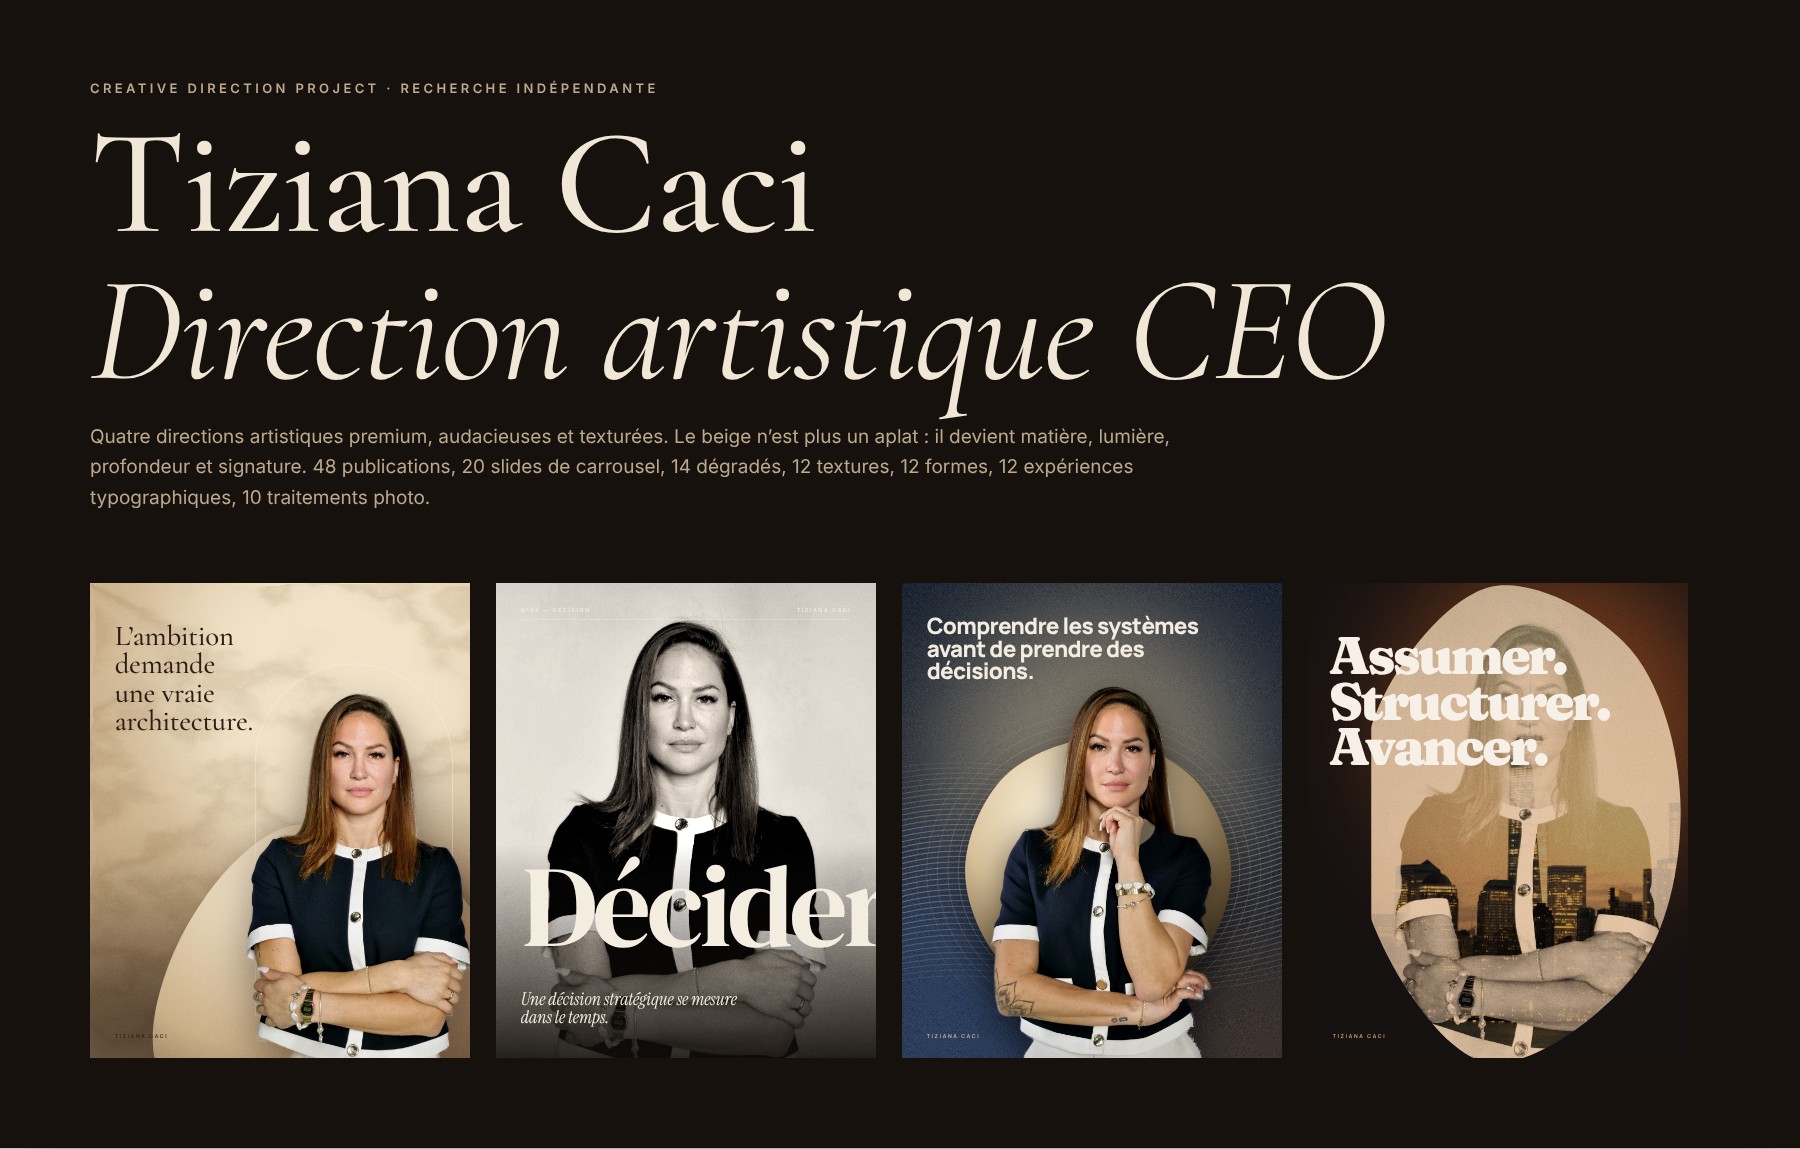 CREATIVE DIRECTION PROJECT · RECHERCHE INDÉPENDANTE
Tiziana Caci
Direction artistique CEO
Quatre directions artistiques premium, audacieuses et texturées. Le beige n’est plus un aplat : il devient matière, lumière,
profondeur et signature. 48 publications, 20 slides de carrousel, 14 dégradés, 12 textures, 12 formes, 12 expériences
typographiques, 10 traitements photo.
L’ambition
demande
une vraie
architecture.
TIZIANA CACI
— DÉCISION
TIZIANA CACI
Décider
Une décision stratégique se mesure
dans le temps.
Comprendre les systèmes
avant de prendre des
décisions.
TIZIANA CACI
Assumer.
Structurer.
Avancer.
TIZIANA CACI